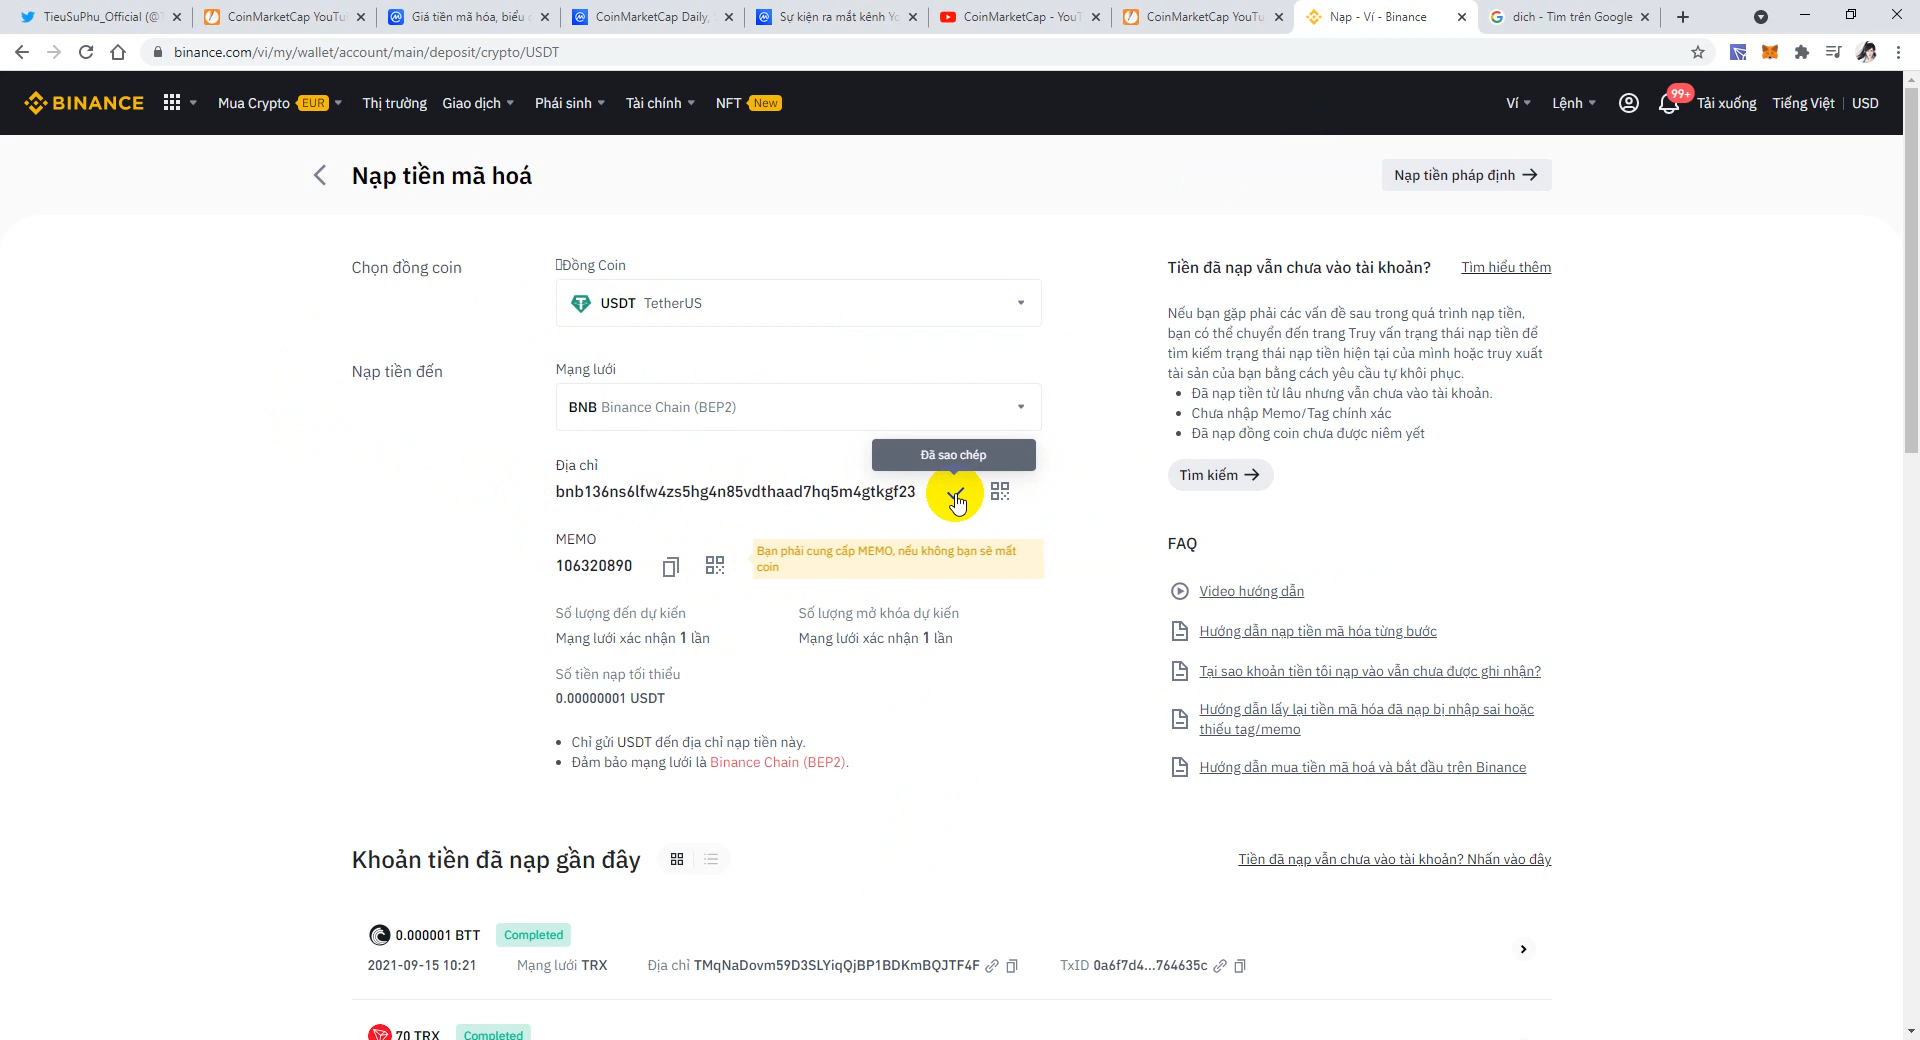 TieuSuPhu_Official (@
CoinMarketCap YouTu
Giá tiền mã hóa, biểu
CoinMarketCap Daily,
Sự kiện ra mắt kênh Yo
CoinMarketCap - YouT
CoinMarketCap YouTu
Nạp - Ví - Binance
dich - Tìm trên Google
binance.com/vi/my/wallet/account/main/deposit/crypto/USDT
BINANCE
Mua Crypto EUR
Thị trường
Giao dịch
Phái sinh
Tài chính
NFT New
Ví
Lệnh
99+
Tải xuống
Tiếng Việt
USD
Nạp tiền mã hoá
Nạp tiền pháp định
Chọn đồng coin
Đồng Coin
USDT TetherUS
Nạp tiền đến
Mạng lưới
BNB Binance Chain (BEP2)
Đã sao chép
Địa chỉ
bnb136ns6lfw4zs5hg4n85vdthaad7hq5m4gtkgf23
MEMO
106320890
Bạn phải cung cấp MEMO, nếu không bạn sẽ mất
coin
Số lượng đến dự kiến
Mạng lưới xác nhận 1 lần
Số lượng mở khóa dự kiến
Mạng lưới xác nhận 1 lần
Số tiền nạp tối thiểu
0.00000001 USDT
Chỉ gửi USDT đến địa chỉ nạp tiền này.
Đảm bảo mạng lưới là Binance Chain (BEP2).
Tiền đã nạp vẫn chưa vào tài khoản?
Tìm hiểu thêm
Nếu bạn gặp phải các vấn đề sau trong quá trình nạp tiền,
bạn có thể chuyển đến trang Truy vấn trạng thái nạp tiền để
tìm kiếm trạng thái nạp tiền hiện tại của mình hoặc truy xuất
tài sản của bạn bằng cách yêu cầu tự khôi phục.
Đã nạp tiền từ lâu nhưng vẫn chưa vào tài khoản.
Chưa nhập Memo/Tag chính xác
Đã nạp đồng coin chưa được niêm yết
Tìm kiếm
FAQ
Video hướng dẫn
Hướng dẫn nạp tiền mã hóa từng bước
Tại sao khoản tiền tôi nạp vào vẫn chưa được ghi nhận?
Hướng dẫn lấy lại tiền mã hóa đã nạp bị nhập sai hoặc
thiếu tag/memo
Hướng dẫn mua tiền mã hoá và bắt đầu trên Binance
Khoản tiền đã nạp gần đây
Tiền đã nạp vẫn chưa vào tài khoản? Nhấn vào đây
0.000001 BTT Completed
2021-09-15 10:21
Mạng lưới TRX
Địa chỉ TMqNaDovm59D3SLYiqQjBP1BDKmBQJTF4F
TxID 0a6f7d4...764635c
70 TRX Completed